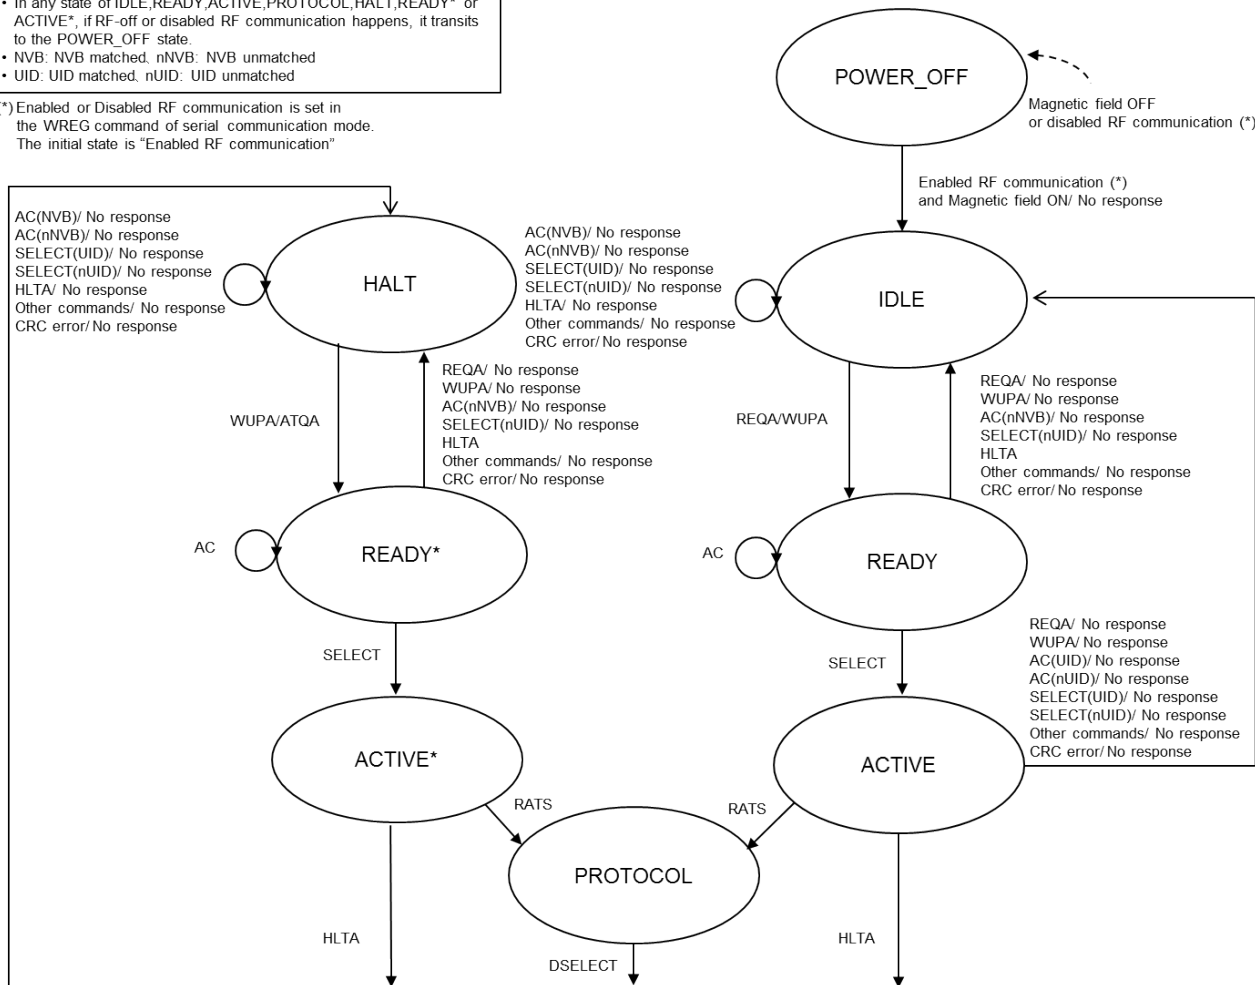 • In any state of IDLE,READY,ACTIVE,PROTOCOL,HALT,READY* or
ACTIVE*, if RF-off or disabled RF communication happens, it transits
to the POWER_OFF state.
• NVB: NVB matched、nNVB: NVB unmatched
• UID: UID matched、nUID: UID unmatched
(*) Enabled or Disabled RF communication is set in
the WREG command of serial communication mode.
The initial state is “Enabled RF communication”
POWER_OFF
Magnetic field OFF
or disabled RF communication (*)
Enabled RF communication (*)
and Magnetic field ON/ No response
AC(NVB)/ No response
AC(nNVB)/ No response
SELECT(UID)/ No response
SELECT(nUID)/ No response
HLTA/ No response
Other commands/ No response
CRC error/ No response
HALT
AC(NVB)/ No response
AC(nNVB)/ No response
SELECT(UID)/ No response
SELECT(nUID)/ No response
HLTA/ No response
Other commands/ No response
CRC error/ No response
IDLE
WUPA/ATQA
REQA/ No response
WUPA/ No response
AC(nNVB)/ No response
SELECT(nUID)/ No response
HLTA
Other commands/ No response
CRC error/ No response
REQA/WUPA
REQA/ No response
WUPA/ No response
AC(nNVB)/ No response
SELECT(nUID)/ No response
HLTA
Other commands/ No response
CRC error/ No response
AC
READY*
AC
READY
SELECT
SELECT
REQA/ No response
WUPA/ No response
AC(UID)/ No response
AC(nUID)/ No response
SELECT(UID)/ No response
SELECT(nUID)/ No response
Other commands/ No response
CRC error/ No response
ACTIVE*
ACTIVE
RATS
RATS
PROTOCOL
HLTA
DSELECT
HLTA